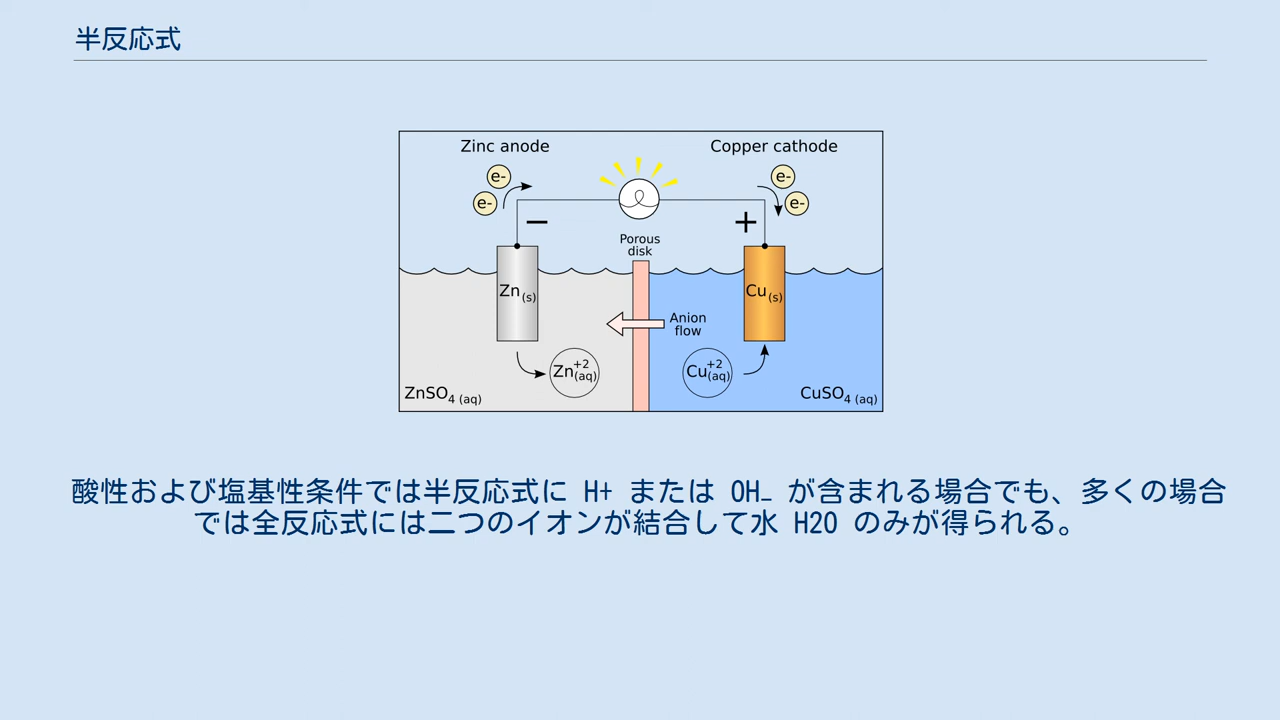 半反応式
Zinc anode
Copper cathode
e-
e-
e-
e-
−
+
Porous
disk
Zn(s)
Cu(s)
Anion
flow
Zn+2(aq)
Cu+2(aq)
ZnSO4 (aq)
CuSO4 (aq)
酸性および塩基性条件では半反応式に H+ または OH− が含まれる場合でも、多くの場合
では全反応式には二つのイオンが結合して水 H2O のみが得られる。